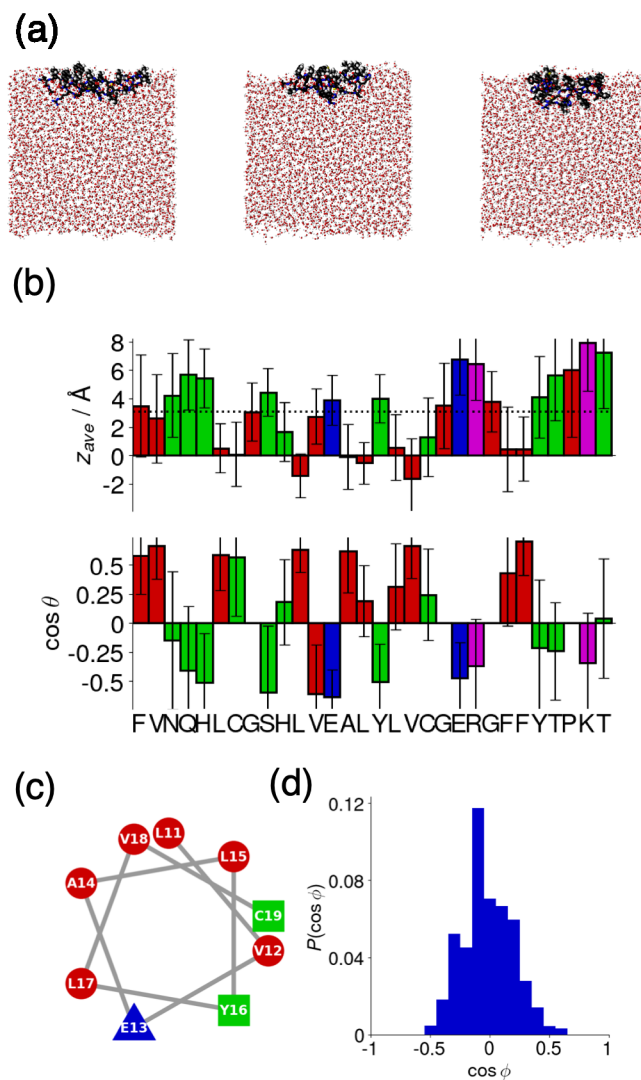 (a)
(b)
8
6
4
2
0
-2
z_ave / Å
0.5
0.25
0
-0.25
-0.5
cos θ
FVNQHLCGSHLVEALYLVCGERGFFYTPKT
(c)
(d)
V18
L11
L15
A14
C19
V12
L17
Y16
E13
0.12
0.08
0.04
0
P(cos ϕ)
-1 -0.5 0 0.5 1
cos ϕ